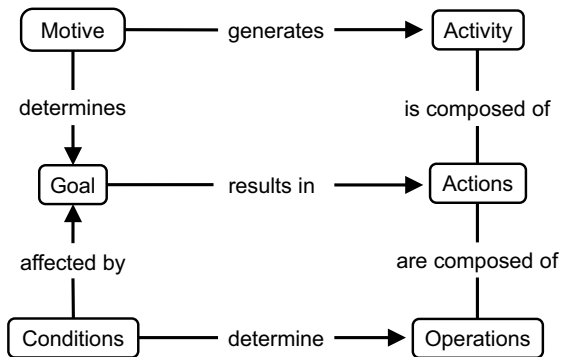 Motive generates Activity
determines is composed of
Goal results in Actions
affected by are composed of
Conditions determine Operations